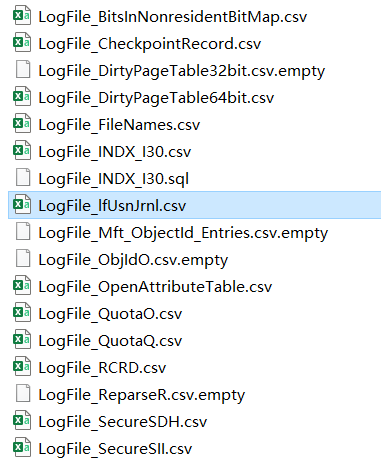 LogFile_BitsInNonresidentBitMap.csv
LogFile_CheckpointRecord.csv
LogFile_DirtyPageTable32bit.csv.empty
LogFile_DirtyPageTable64bit.csv
LogFile_FileNames.csv
LogFile_INDX_I30.csv
LogFile_INDX_I30.sql
LogFile_lfUsnJrnl.csv
LogFile_Mft_ObjectId_Entries.csv.empty
LogFile_ObjIdO.csv.empty
LogFile_OpenAttributeTable.csv
LogFile_QuotaO.csv
LogFile_QuotaQ.csv
LogFile_RCRD.csv
LogFile_ReparseR.csv.empty
LogFile_SecureSDH.csv
LogFile_SecureSII.csv